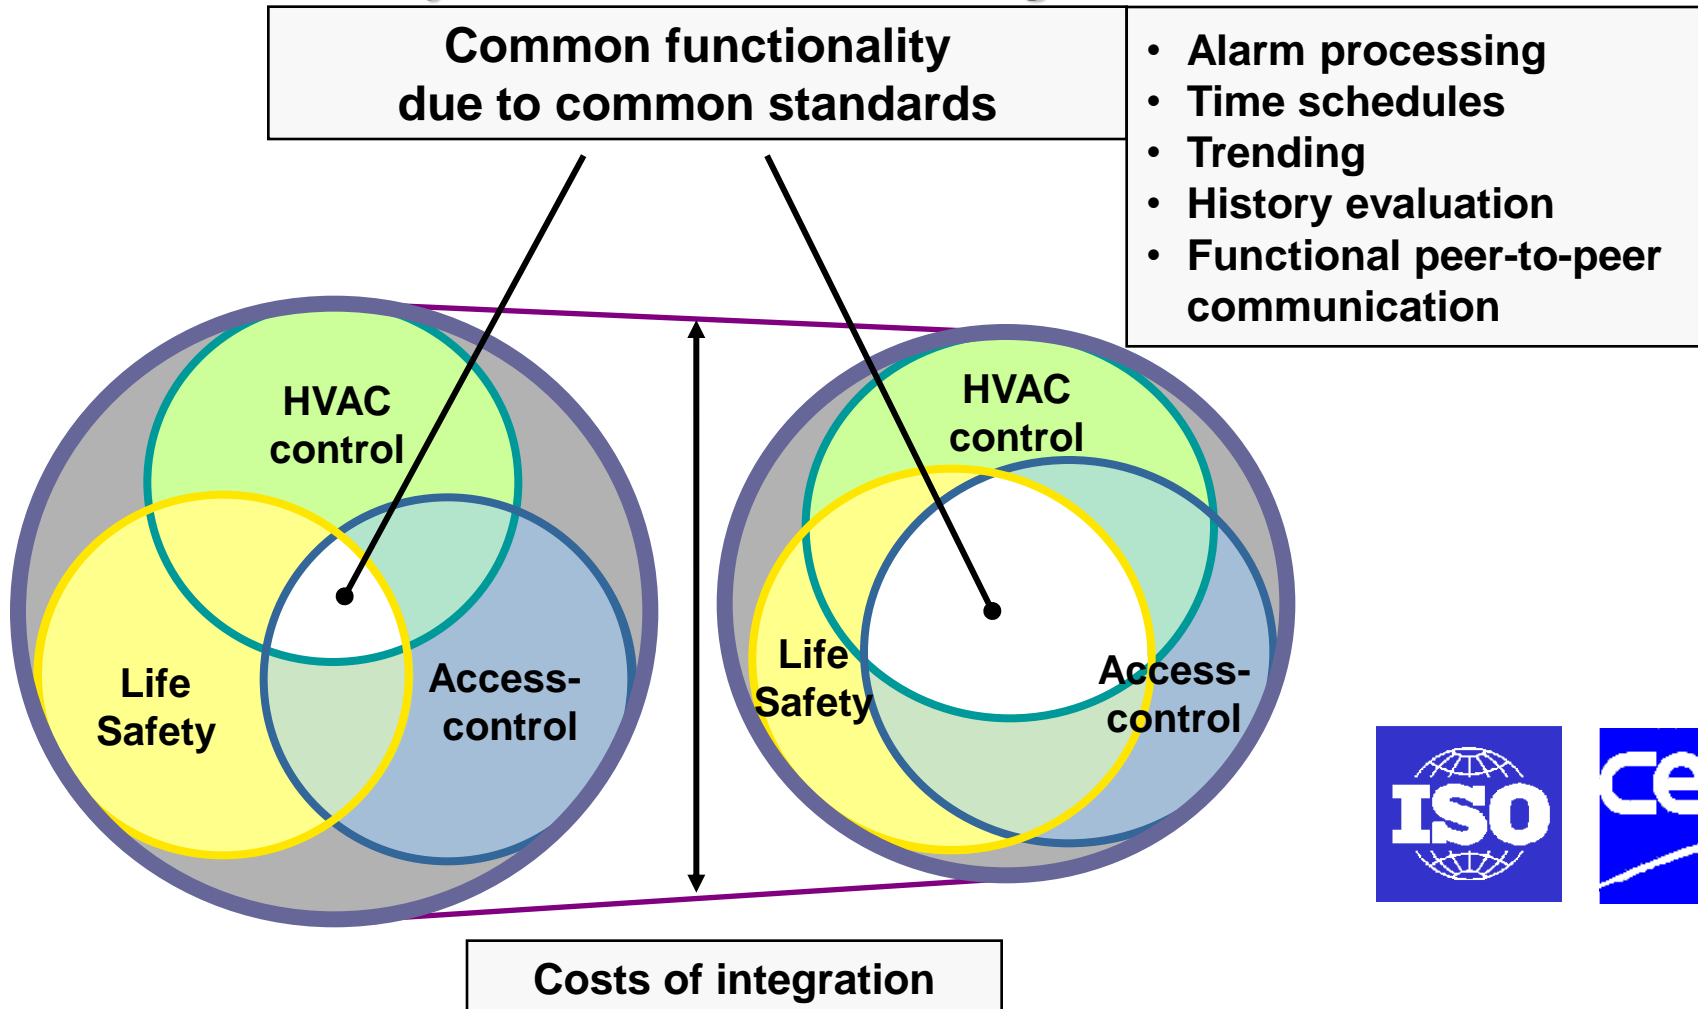 Common functionality
due to common standards
• Alarm processing
• Time schedules
• Trending
• History evaluation
• Functional peer-to-peer
communication
HVAC
control
Life
Safety
Access-
control
HVAC
control
Life
Safety
Access-
control
ISO
Costs of integration